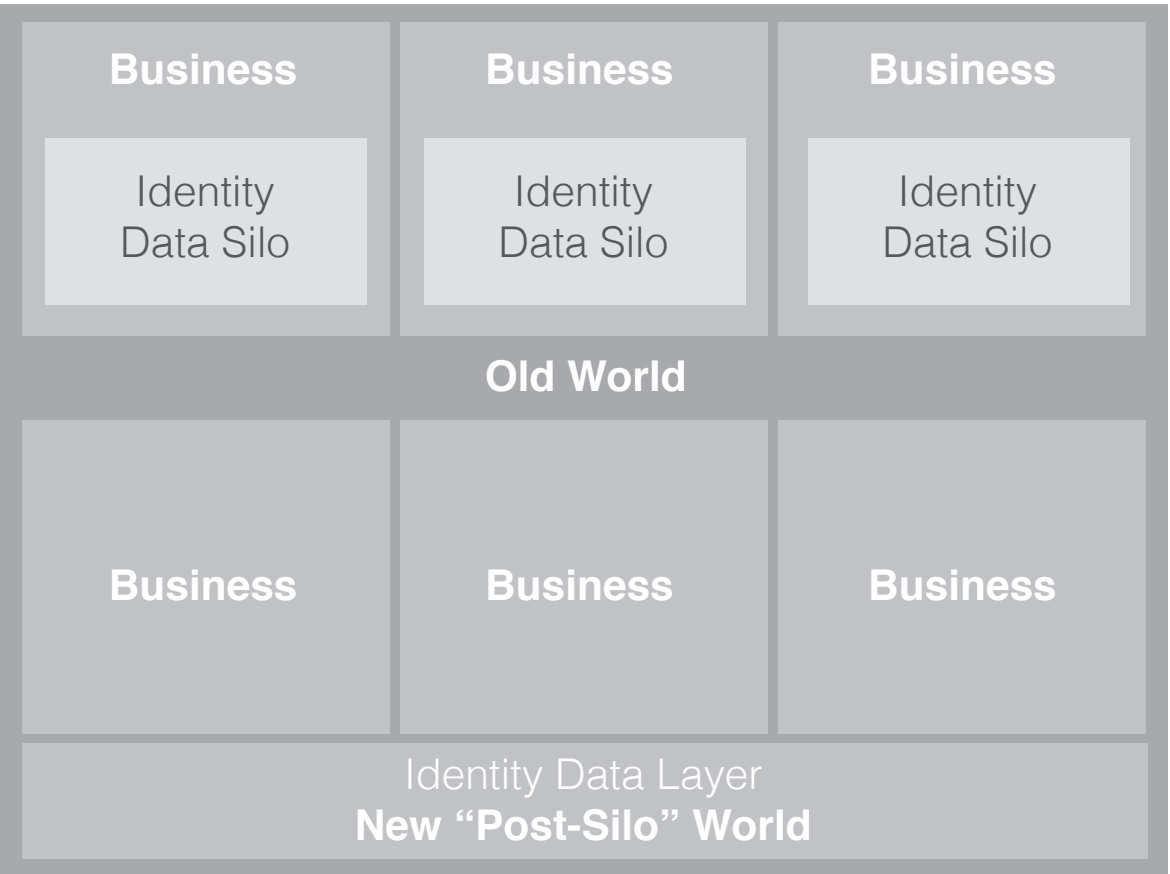 Business
Business
Business
Identity
Data Silo
Identity
Data Silo
Identity
Data Silo
Old World
Business
Business
Business
Identity Data Layer
New “Post-Silo” World